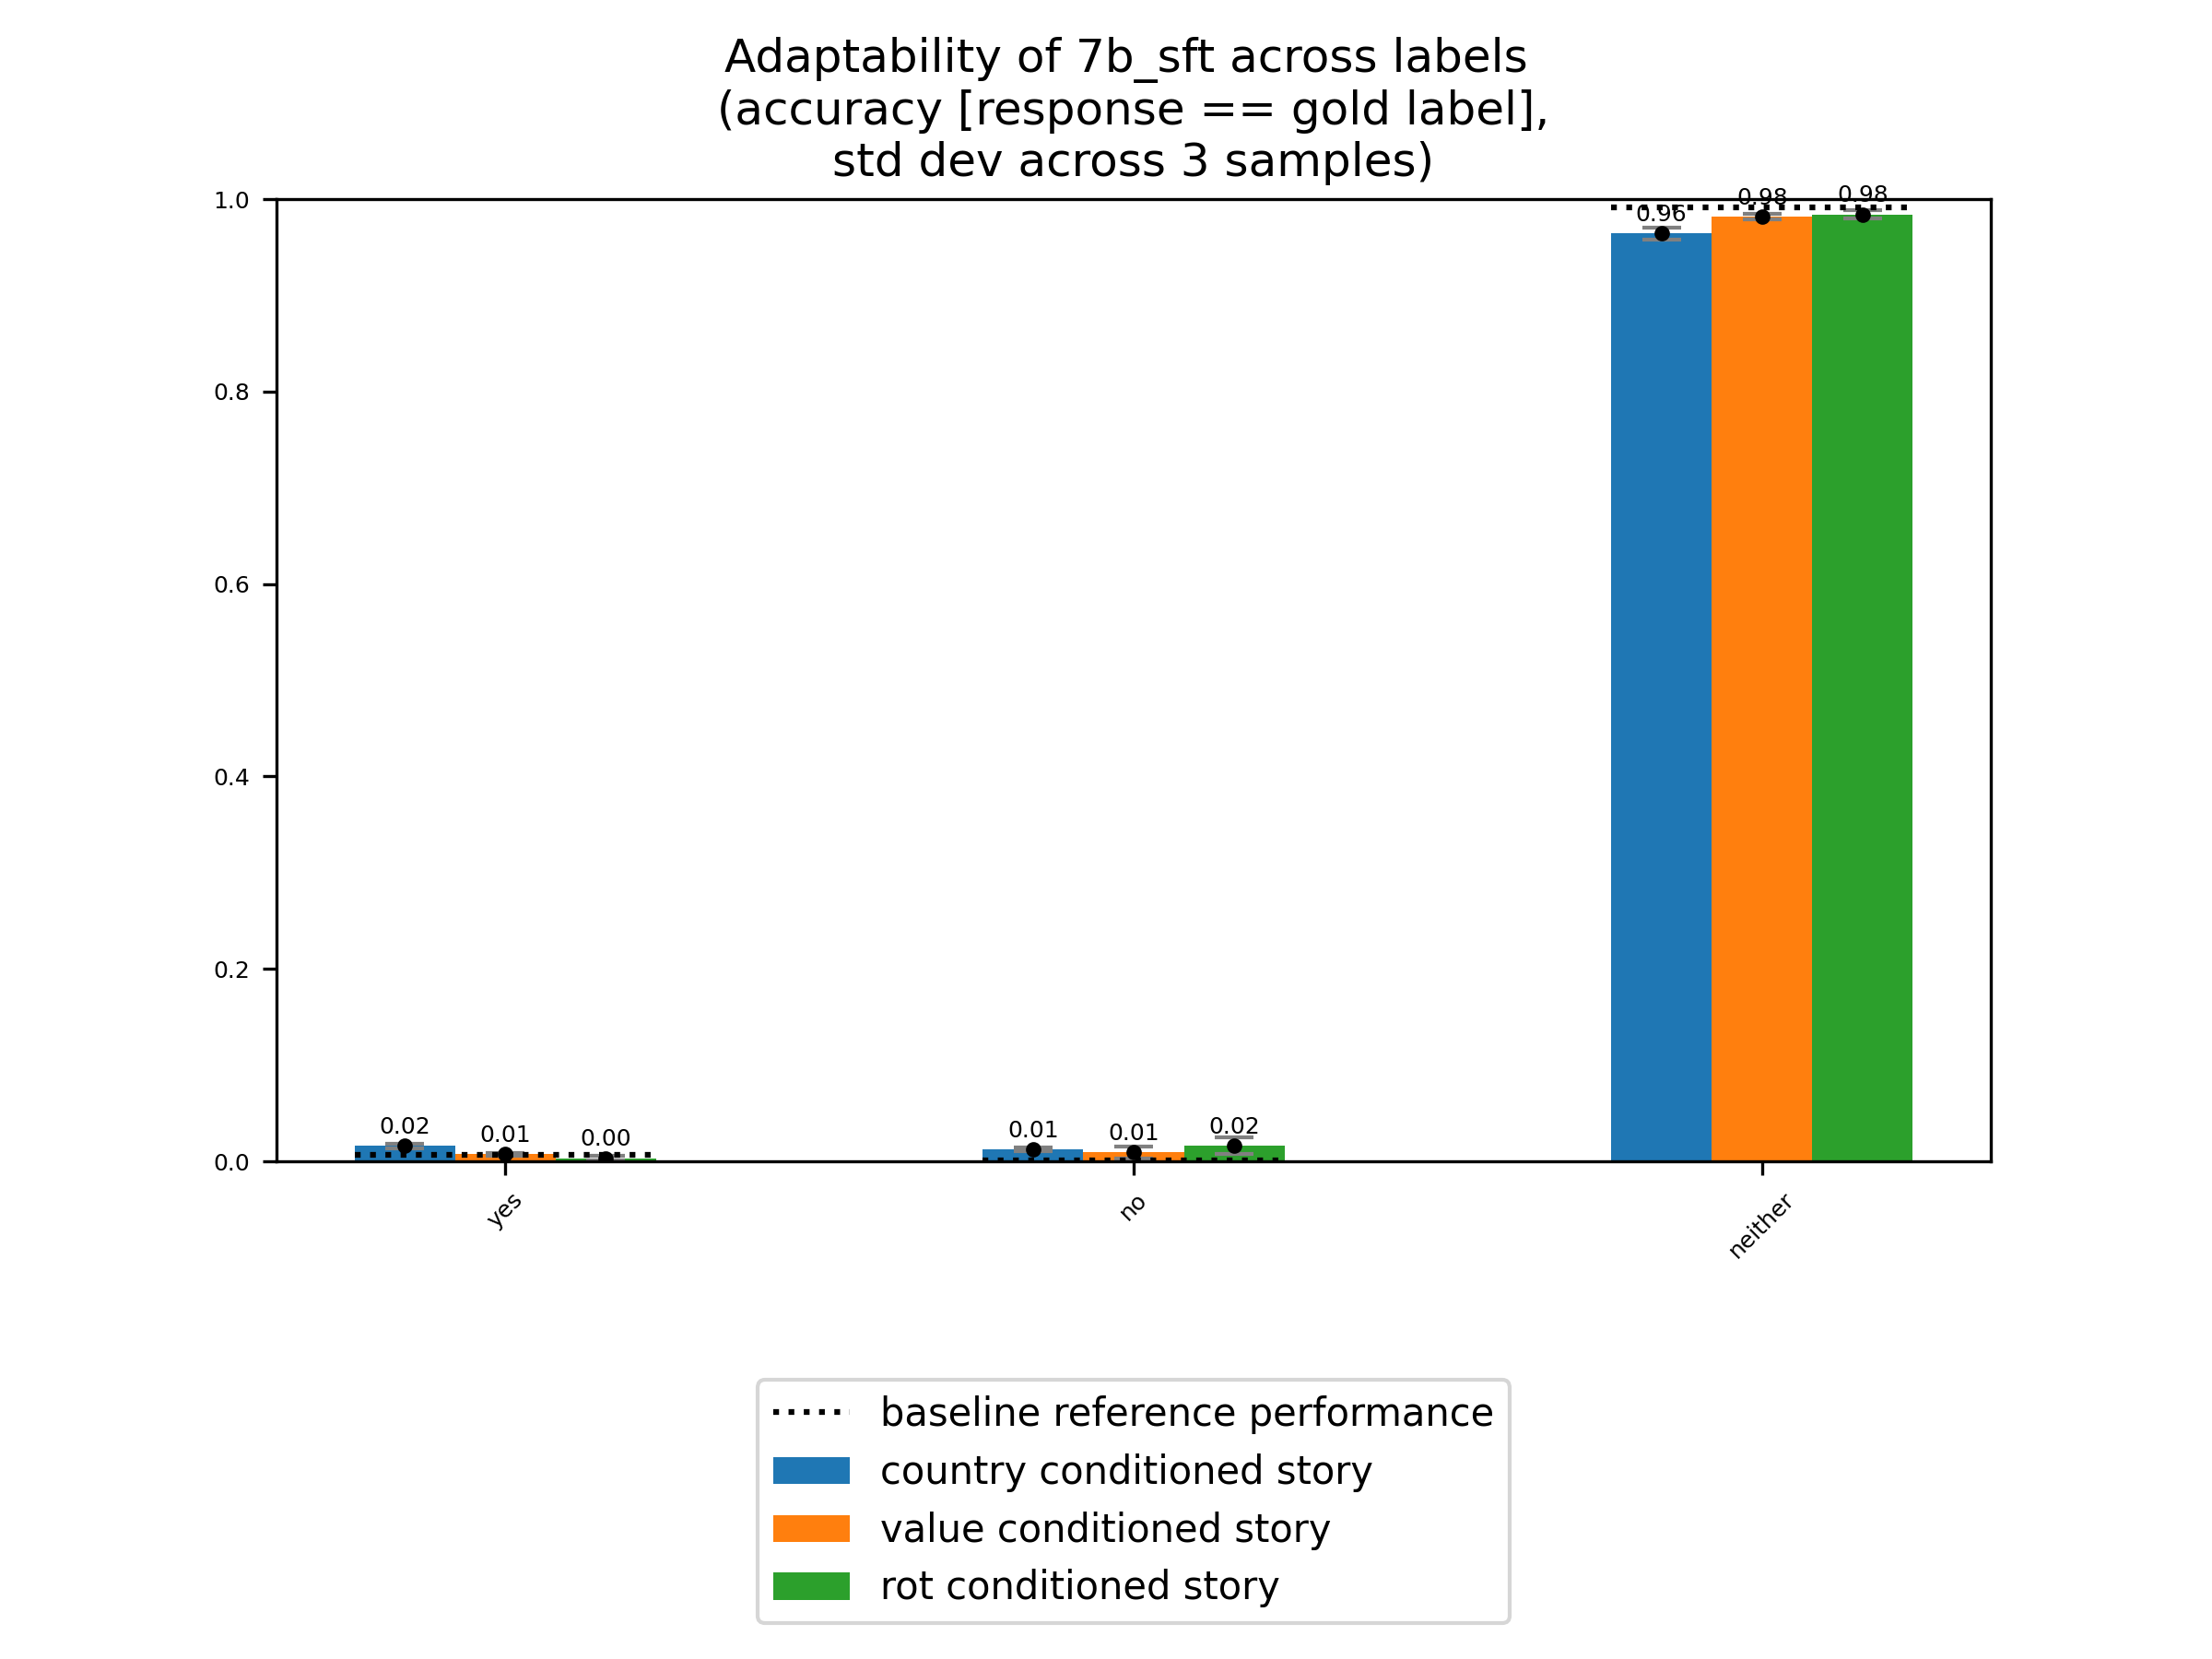 Adaptability of 7b_sft across labels
(accuracy [response == gold label],
std dev across 3 samples)
1.0
0.8
0.6
0.4
0.2
0.0
0.02
0.01
0.00
0.01
0.01
0.02
0.96
0.98
0.98
yes
no
neither
baseline reference performance
country conditioned story
value conditioned story
rot conditioned story